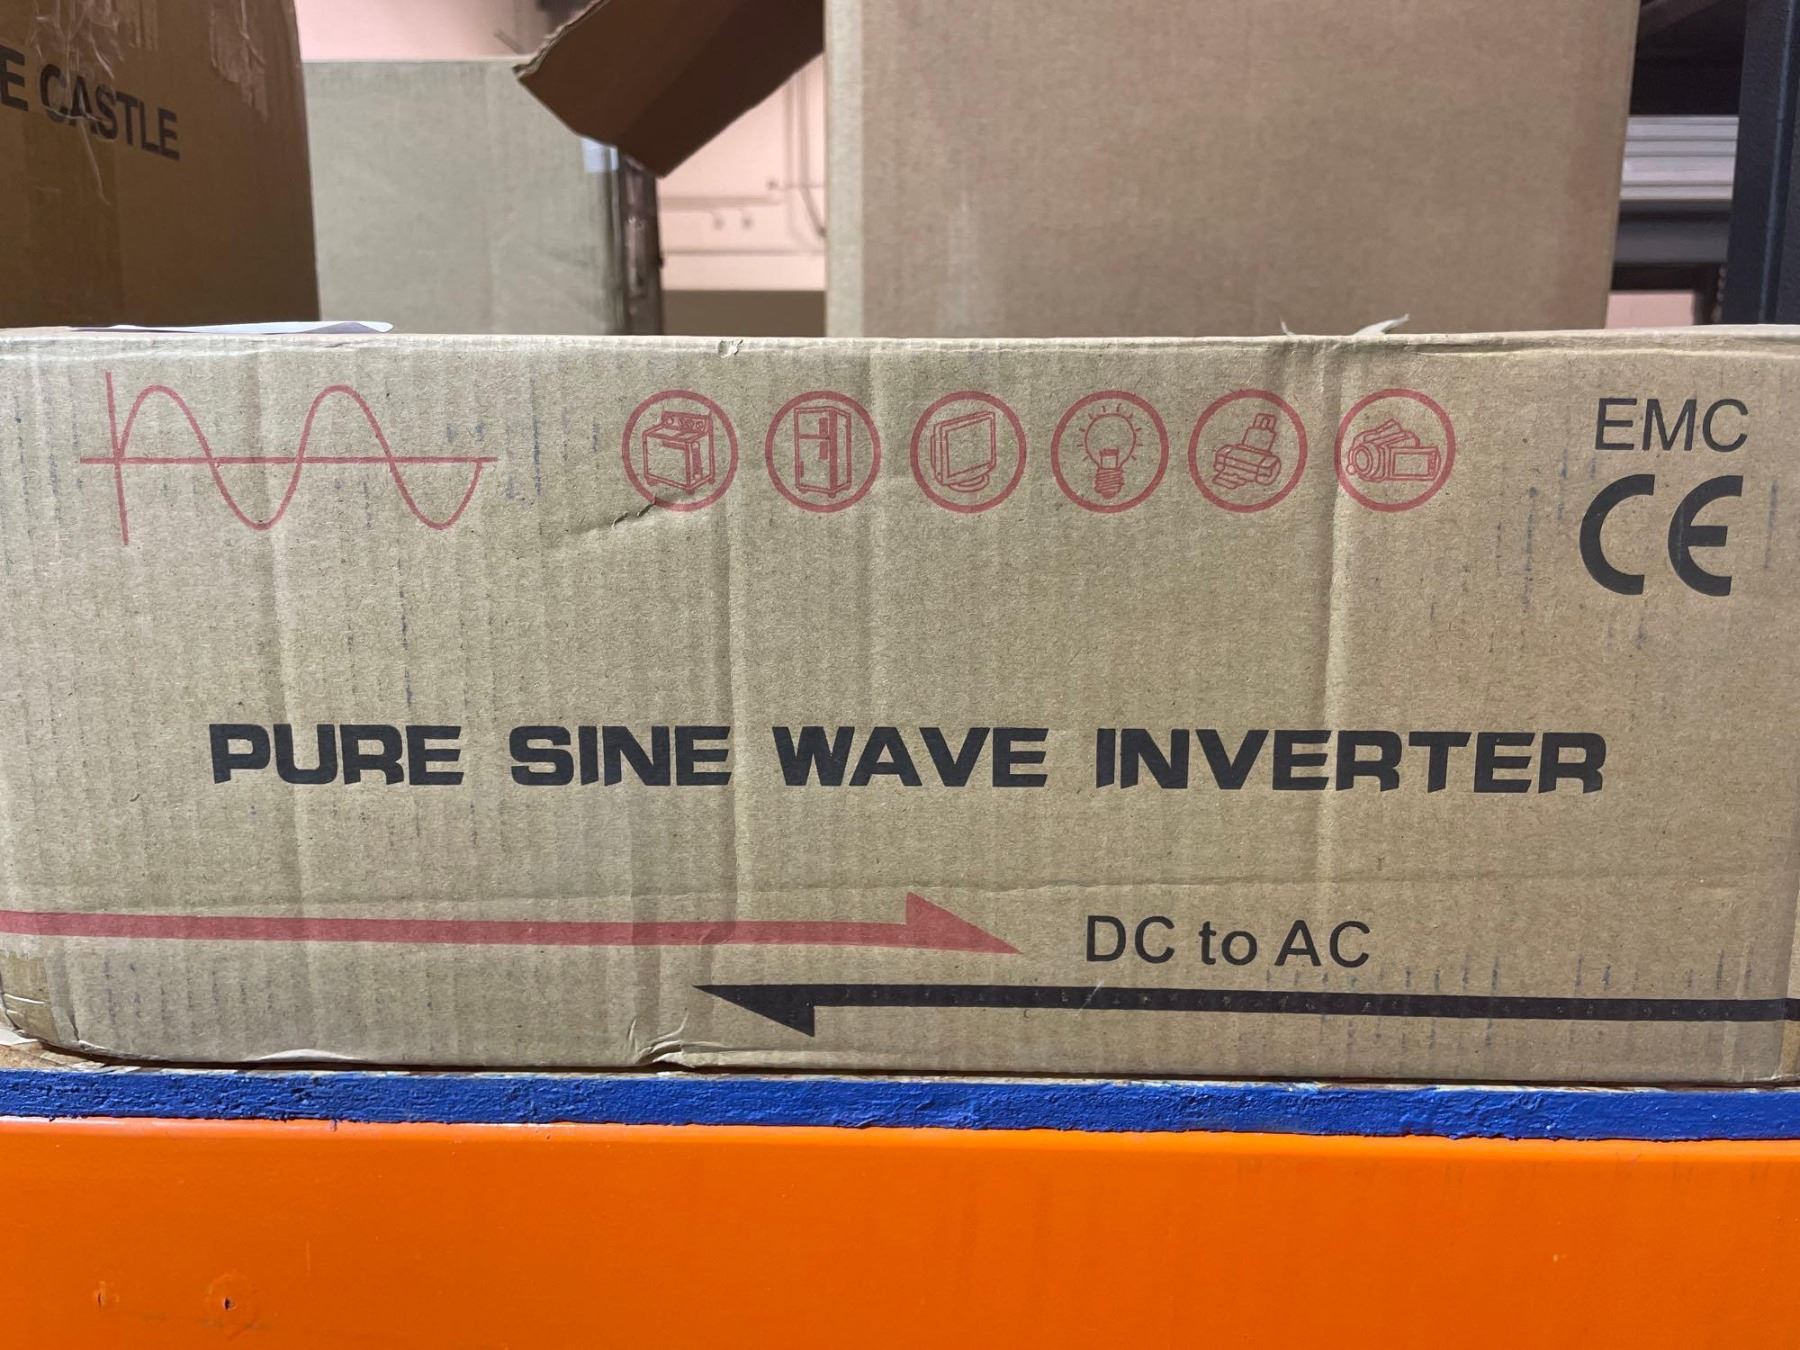 E CASTLE
EMC
CE
PURE SINE WAVE INVERTER
DC to AC